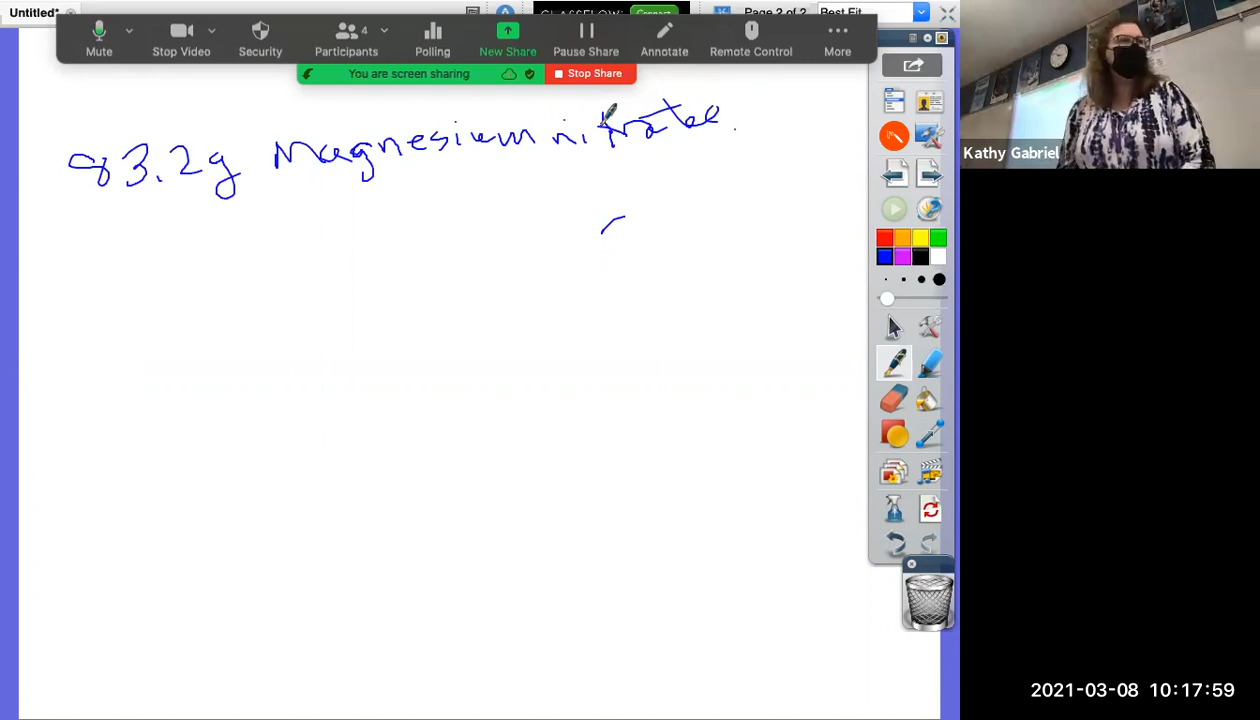 Untitled*
CLASSFLOW!
Connect
Page 2 of 2
Best Fit
Mute
Stop Video
Security
4
Participants
Polling
New Share
Pause Share
Annotate
Remote Control
More
You are screen sharing
Stop Share
83.2g Magnesium nitrate.
Kathy Gabriel
2021-03-08 10:17:59